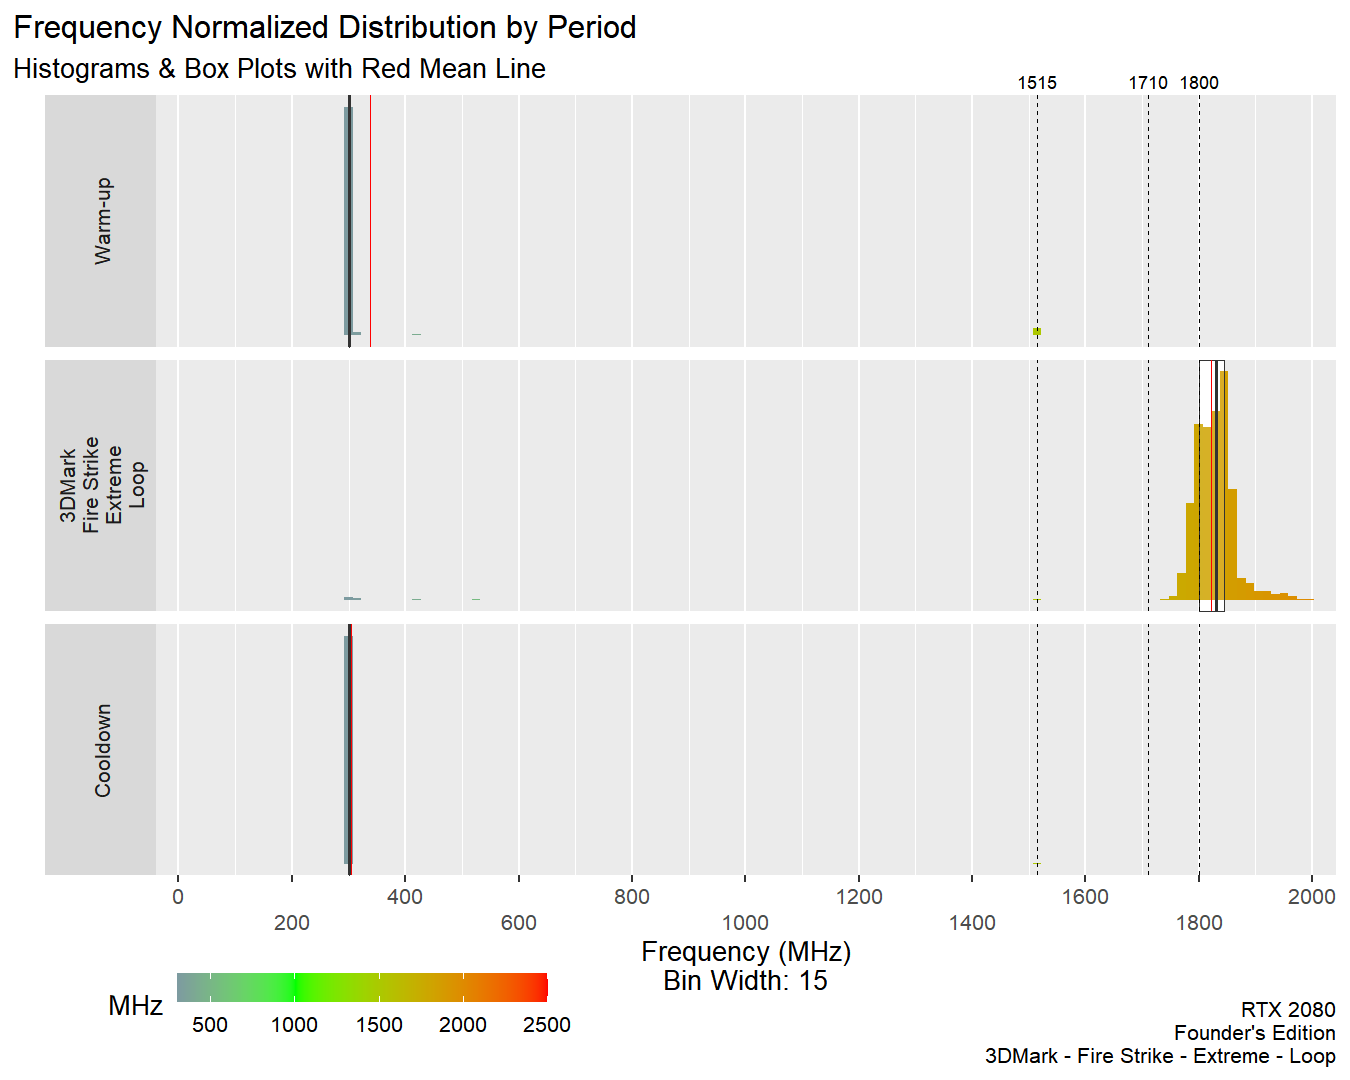 Frequency Normalized Distribution by Period
Histograms & Box Plots with Red Mean Line
1515 1710 1800
Warm-up
3DMark
Fire Strike
Extreme
Loop
Cooldown
0 400 800 1200 1600 2000
200 600 1000 1400 1800
Frequency (MHz)
Bin Width: 15
MHz
500 1000 1500 2000 2500
RTX 2080
Founder's Edition
3DMark - Fire Strike - Extreme - Loop